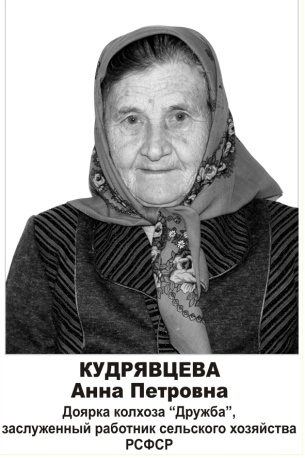 КУДРЯВЦЕВА
Анна Петровна
Доярка колхоза “Дружба”,
заслуженный работник сельского хозяйства
РСФСР